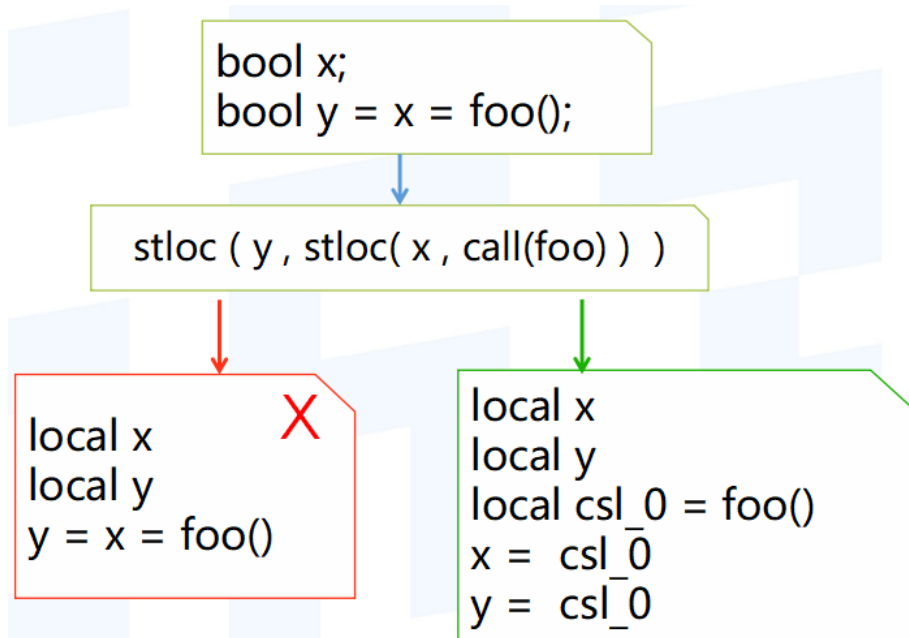 bool x;
bool y = x = foo();
stloc ( y , stloc( x , call(foo) ) )
X
local x
local y
y = x = foo()
local x
local y
local csl_0 = foo()
x = csl_0
y = csl_0